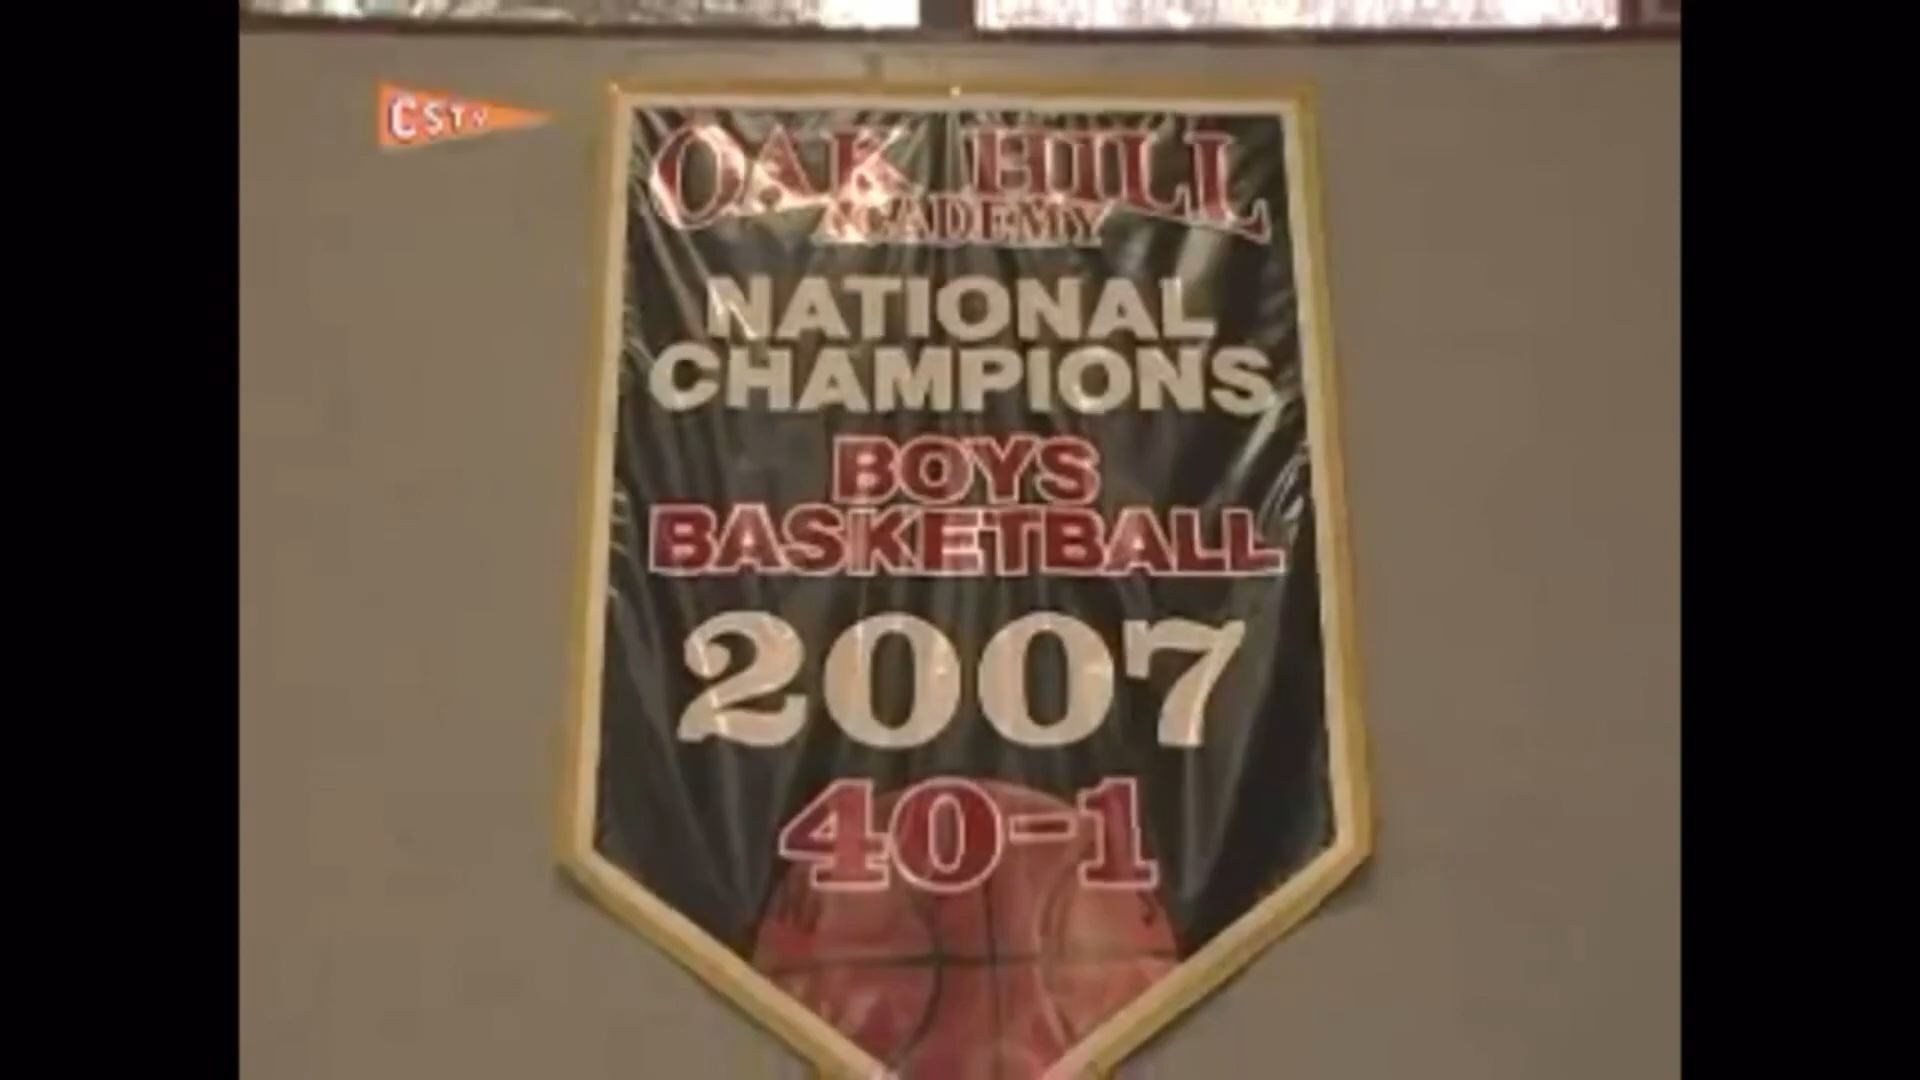 CSTV
OAK HILL
ACADEMY
NATIONAL
CHAMPIONS
BOYS
BASKETBALL
2007
40-1